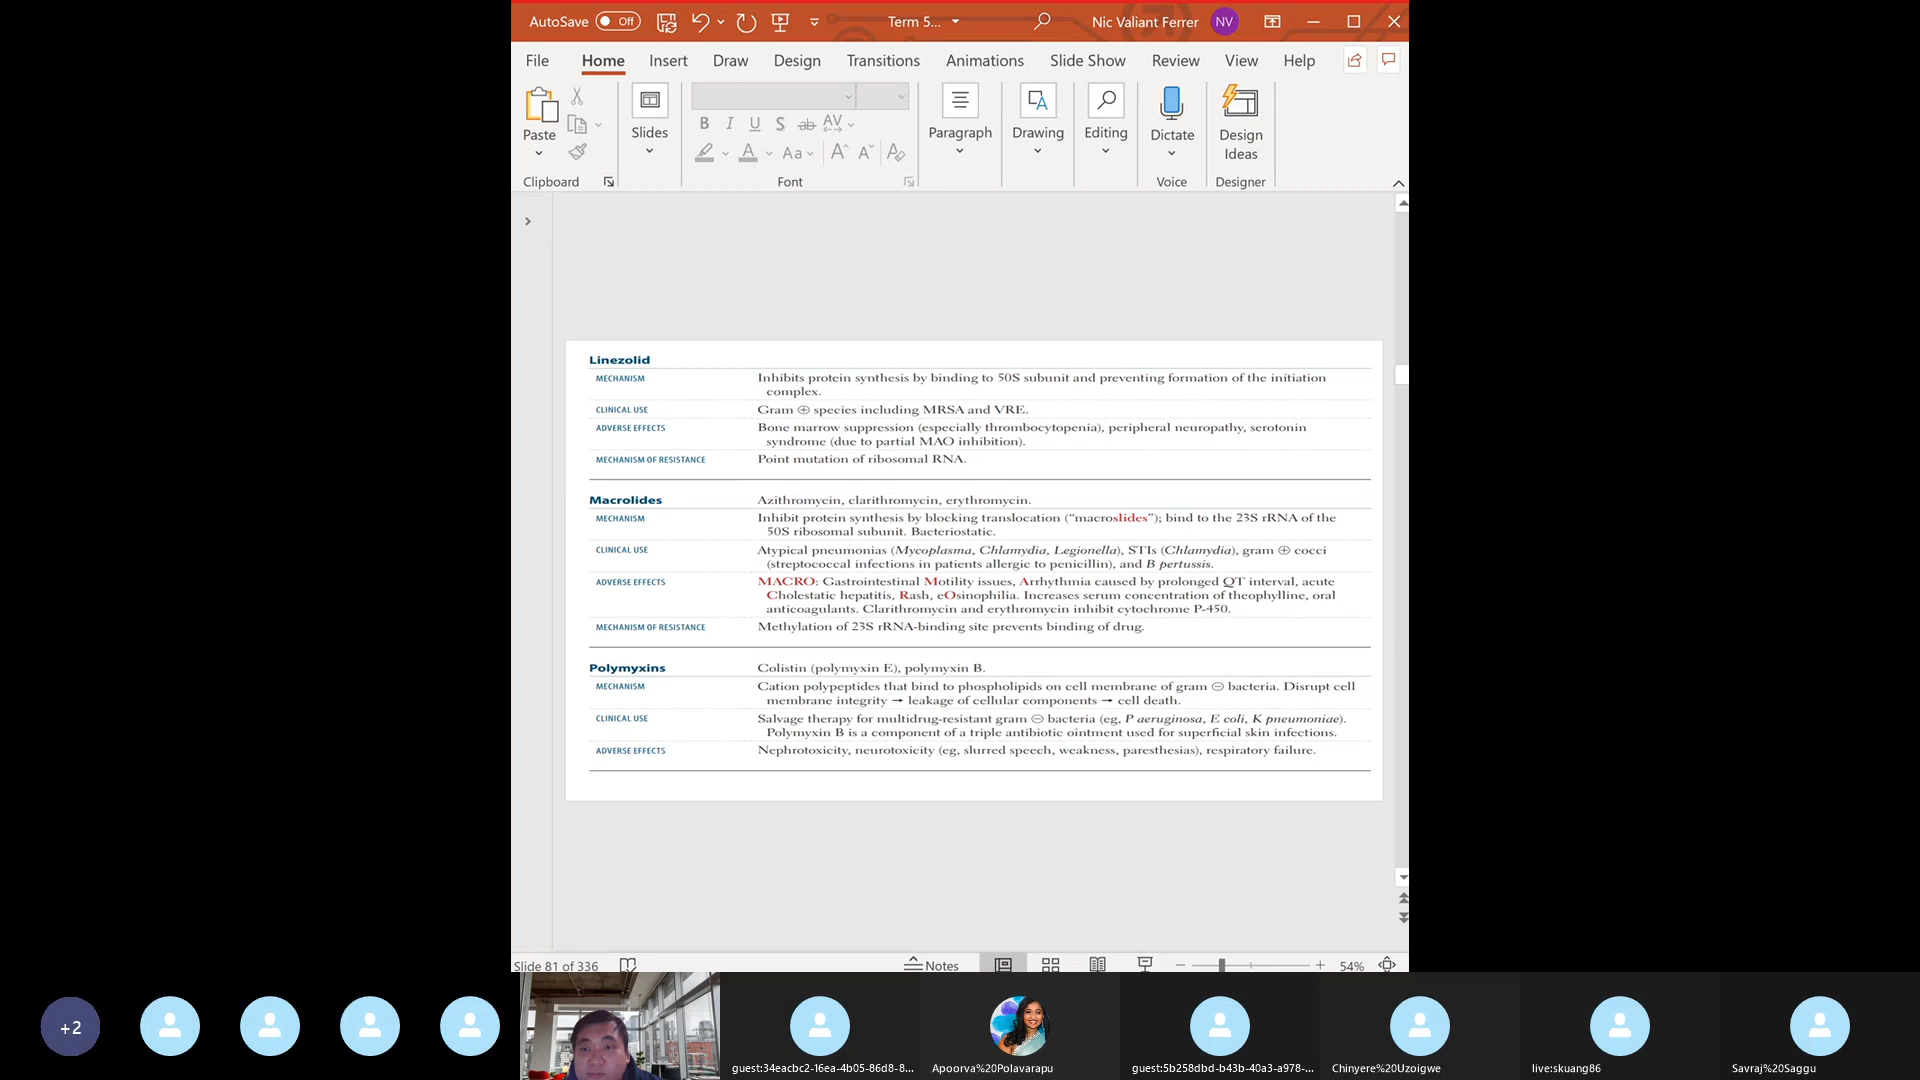 AutoSave Off Term 5... Nic Valiant Ferrer NV
File Home Insert Draw Design Transitions Animations Slide Show Review View Help
Paste Slides B I U S ab AV Aa A A A Paragraph Drawing Editing Dictate Design Ideas
Clipboard Font Voice Designer
Linezolid
MECHANISM Inhibits protein synthesis by binding to 50S subunit and preventing formation of the initiation
complex.
CLINICAL USE Gram ⊕ species including MRSA and VRE.
ADVERSE EFFECTS Bone marrow suppression (especially thrombocytopenia), peripheral neuropathy, serotonin
syndrome (due to partial MAO inhibition).
MECHANISM OF RESISTANCE Point mutation of ribosomal RNA.
Macrolides Azithromycin, clarithromycin, erythromycin.
MECHANISM Inhibit protein synthesis by blocking translocation (“macroslides”); bind to the 23S rRNA of the
50S ribosomal subunit. Bacteriostatic.
CLINICAL USE Atypical pneumonias (Mycoplasma, Chlamydia, Legionella), STIs (Chlamydia), gram ⊕ cocci
(streptococcal infections in patients allergic to penicillin), and B pertussis.
ADVERSE EFFECTS MACRO: Gastrointestinal Motility issues, Arrhythmia caused by prolonged QT interval, acute
Cholestatic hepatitis, Rash, eOsinophilia. Increases serum concentration of theophylline, oral
anticoagulants. Clarithromycin and erythromycin inhibit cytochrome P-450.
MECHANISM OF RESISTANCE Methylation of 23S rRNA-binding site prevents binding of drug.
Polymyxins Colistin (polymyxin E), polymyxin B.
MECHANISM Cation polypeptides that bind to phospholipids on cell membrane of gram ⊖ bacteria. Disrupt cell
membrane integrity → leakage of cellular components → cell death.
CLINICAL USE Salvage therapy for multidrug-resistant gram ⊖ bacteria (eg, P aeruginosa, E coli, K pneumoniae).
Polymyxin B is a component of a triple antibiotic ointment used for superficial skin infections.
ADVERSE EFFECTS Nephrotoxicity, neurotoxicity (eg, slurred speech, weakness, paresthesias), respiratory failure.
Slide 81 of 336 Notes 54%
+2
guest:34eacbc2-16ea-4b05-86d8-8... Apoorva%20Polavarapu guest:5b258dbd-b43b-40a3-a978-... Chinyere%20Uzoigwe live:skuang86 Savraj%20Saggu